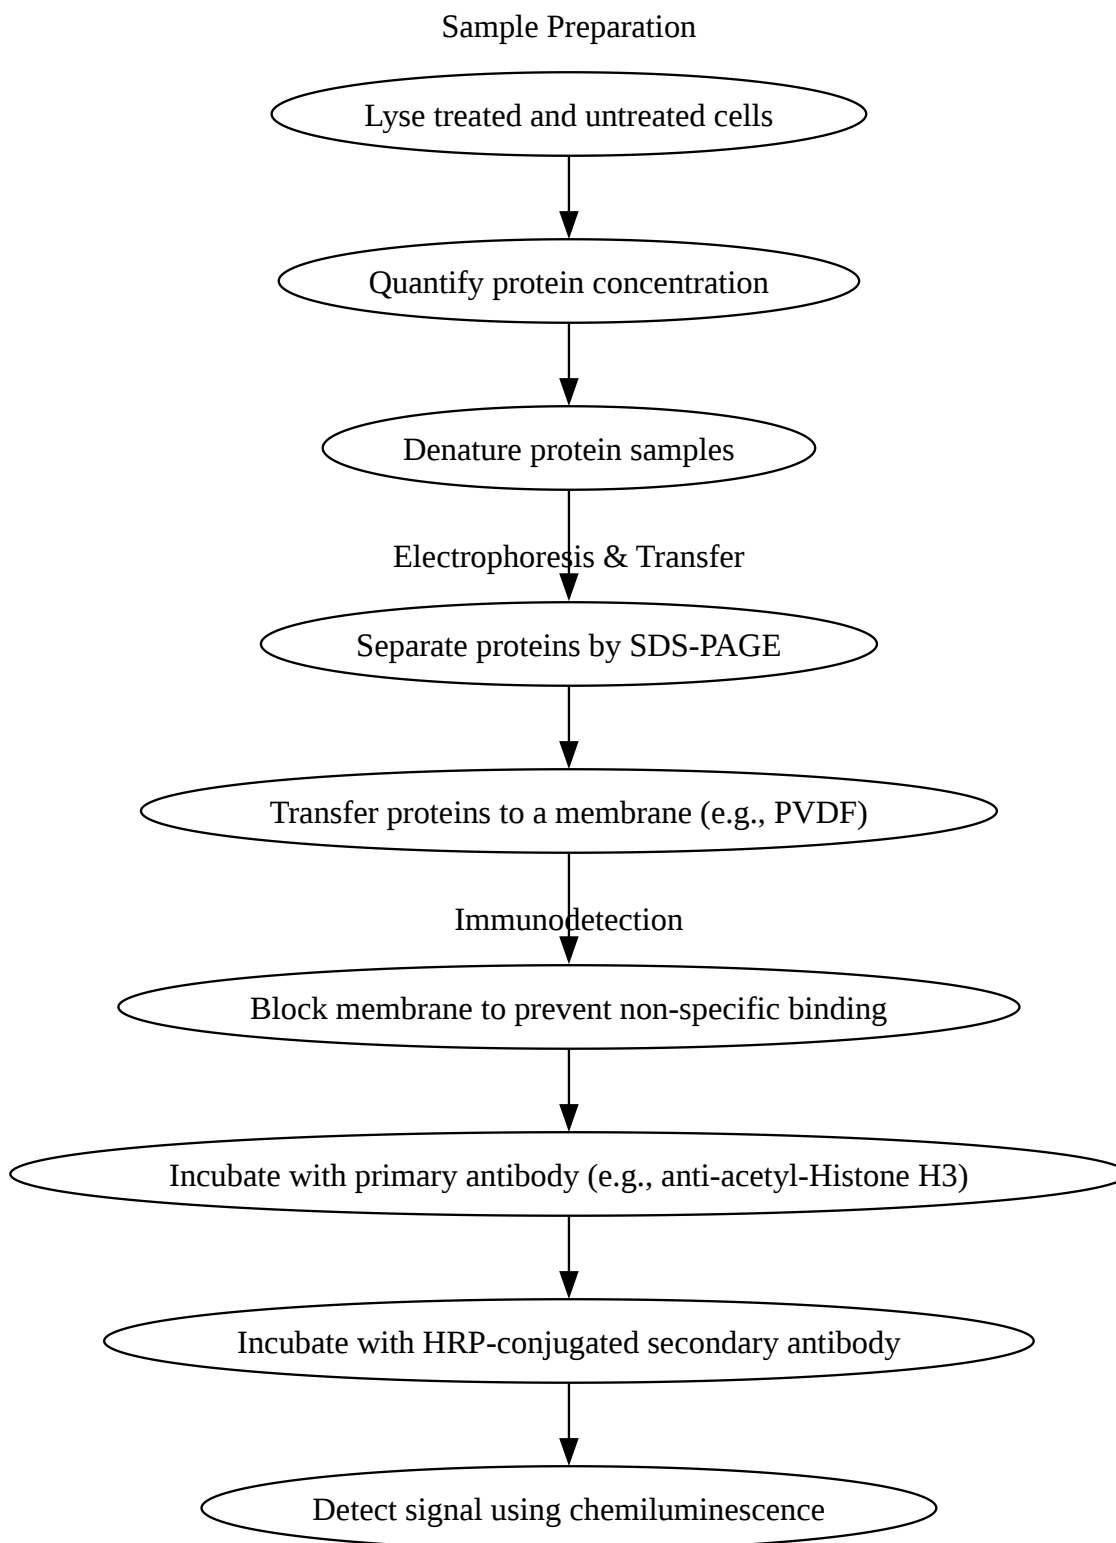 Sample Preparation
Lyse treated and untreated cells
Quantify protein concentration
Denature protein samples
Electrophoresis & Transfer
Separate proteins by SDS-PAGE
Transfer proteins to a membrane (e.g., PVDF)
Immunodetection
Block membrane to prevent non-specific binding
Incubate with primary antibody (e.g., anti-acetyl-Histone H3)
Incubate with HRP-conjugated secondary antibody
Detect signal using chemiluminescence